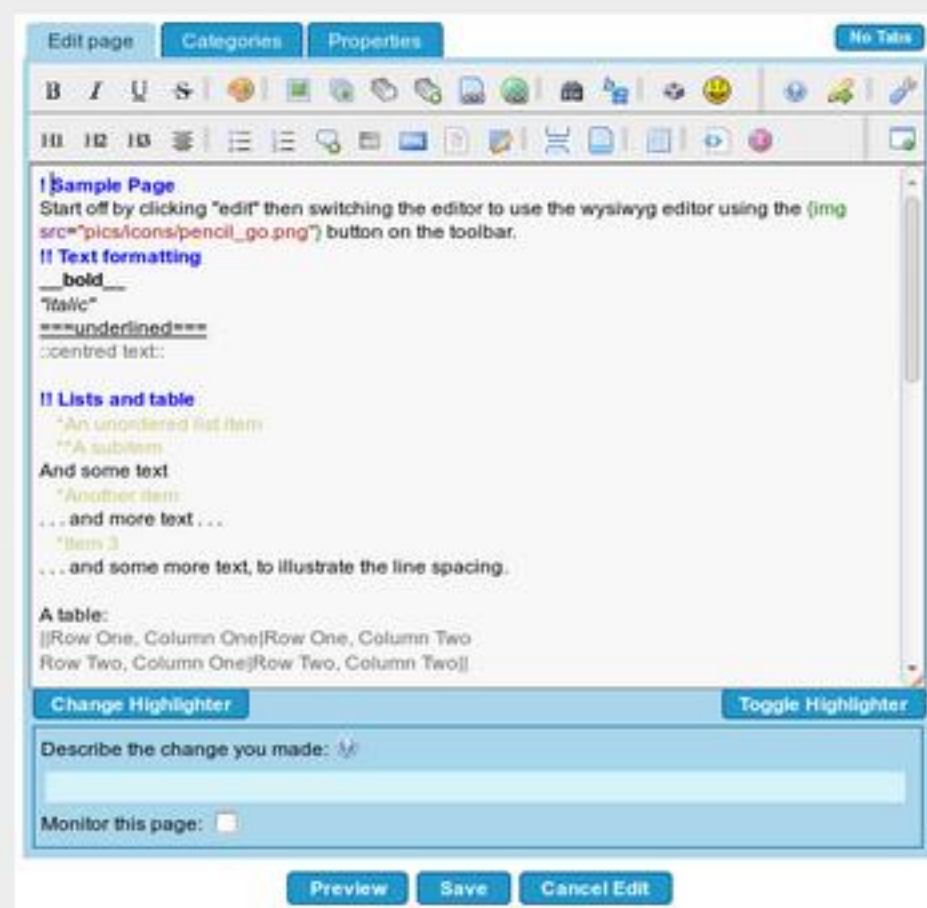 Edit page Categories Properties No Tabs
B I U S
H1 H2 H3
! Sample Page
Start off by clicking "edit" then switching the editor to use the wysiwyg editor using the {img
src="pics/icons/pencil_go.png"} button on the toolbar.
!! Text formatting
__bold__
''italic''
===underlined===
::centred text::
!! Lists and table
*An unordered list item
**A subitem
And some text
*Another item
. . . and more text . . .
*Item 3
. . . and some more text, to illustrate the line spacing.
A table:
||Row One, Column One|Row One, Column Two
Row Two, Column One|Row Two, Column Two||
Change Highlighter Toggle Highlighter
Describe the change you made:
Monitor this page:
Preview Save Cancel Edit